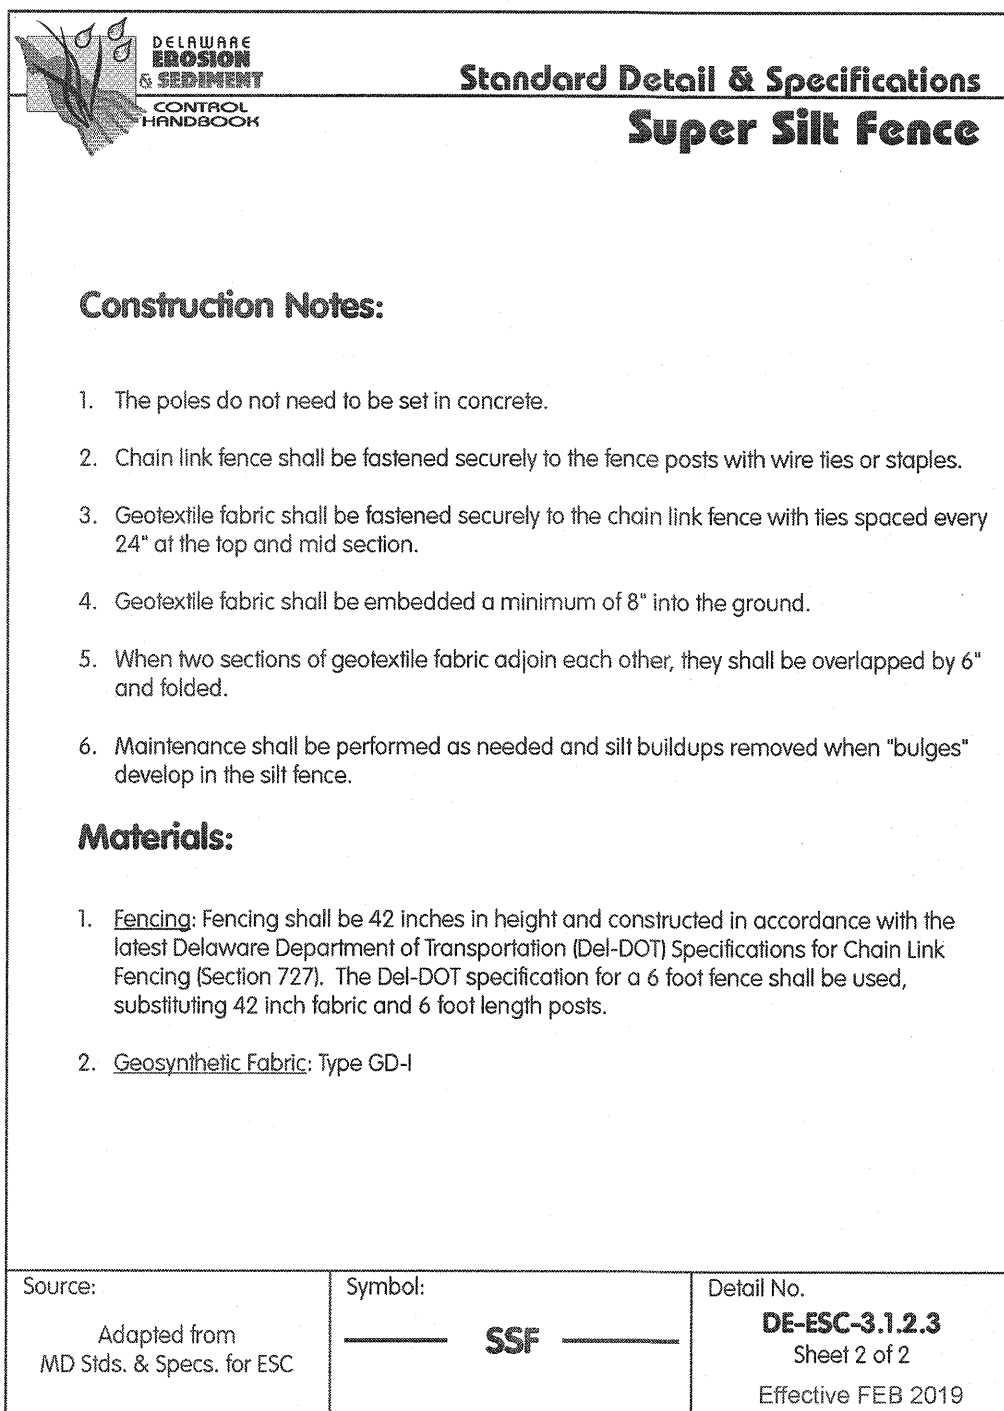 DELAWARE
EROSION
& SEDIMENT
CONTROL
HANDBOOK
Standard Detail & Specifications
Super Silt Fence
Construction Notes:
1. The poles do not need to be set in concrete.
2. Chain link fence shall be fastened securely to the fence posts with wire ties or staples.
3. Geotextile fabric shall be fastened securely to the chain link fence with ties spaced every
24" at the top and mid section.
4. Geotextile fabric shall be embedded a minimum of 8" into the ground.
5. When two sections of geotextile fabric adjoin each other, they shall be overlapped by 6"
and folded.
6. Maintenance shall be performed as needed and silt buildups removed when "bulges"
develop in the silt fence.
Materials:
1. Fencing: Fencing shall be 42 inches in height and constructed in accordance with the
latest Delaware Department of Transportation (Del-DOT) Specifications for Chain Link
Fencing (Section 727). The Del-DOT specification for a 6 foot fence shall be used,
substituting 42 inch fabric and 6 foot length posts.
2. Geosynthetic Fabric: Type GD-I
Source:
Adapted from
MD Stds. & Specs. for ESC
Symbol:
SSF
Detail No.
DE-ESC-3.1.2.3
Sheet 2 of 2
Effective FEB 2019